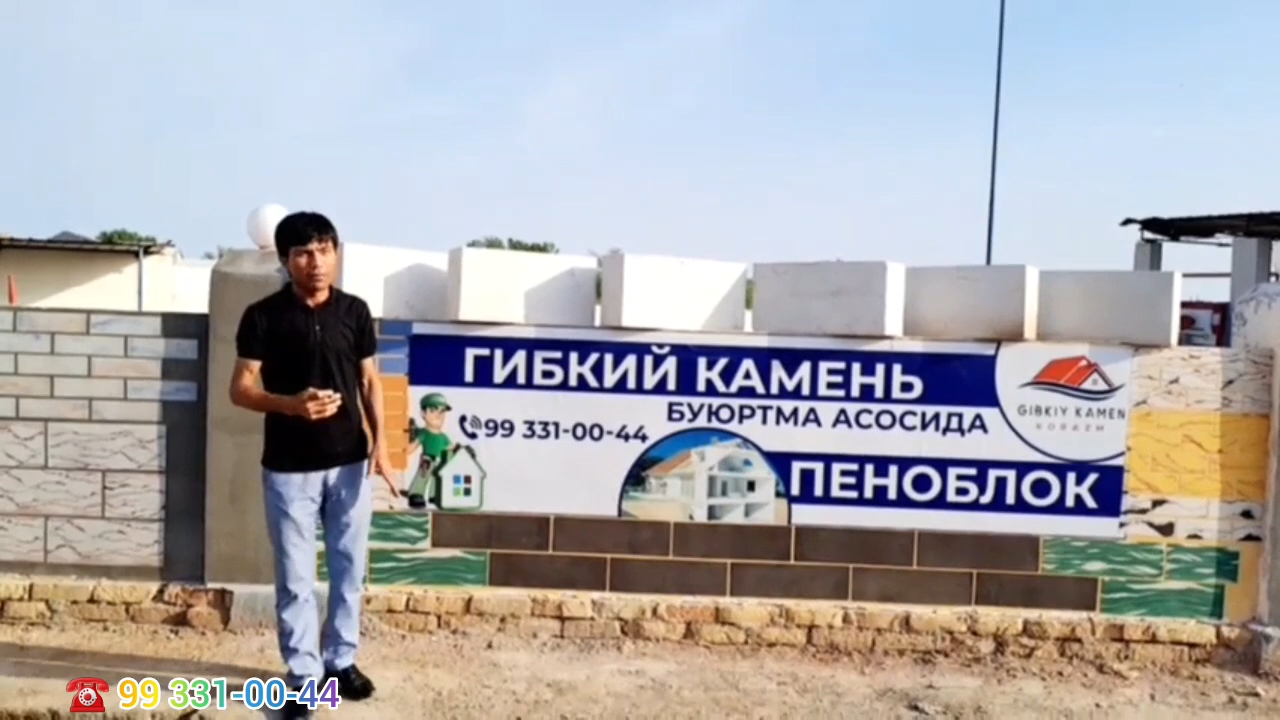 ГИБКИЙ КАМЕНЬ
БУЮРТМА АСОСИДА
99 331-00-44
GIBKIY KAMEN
ПЕНОБЛОК
99 331-00-44